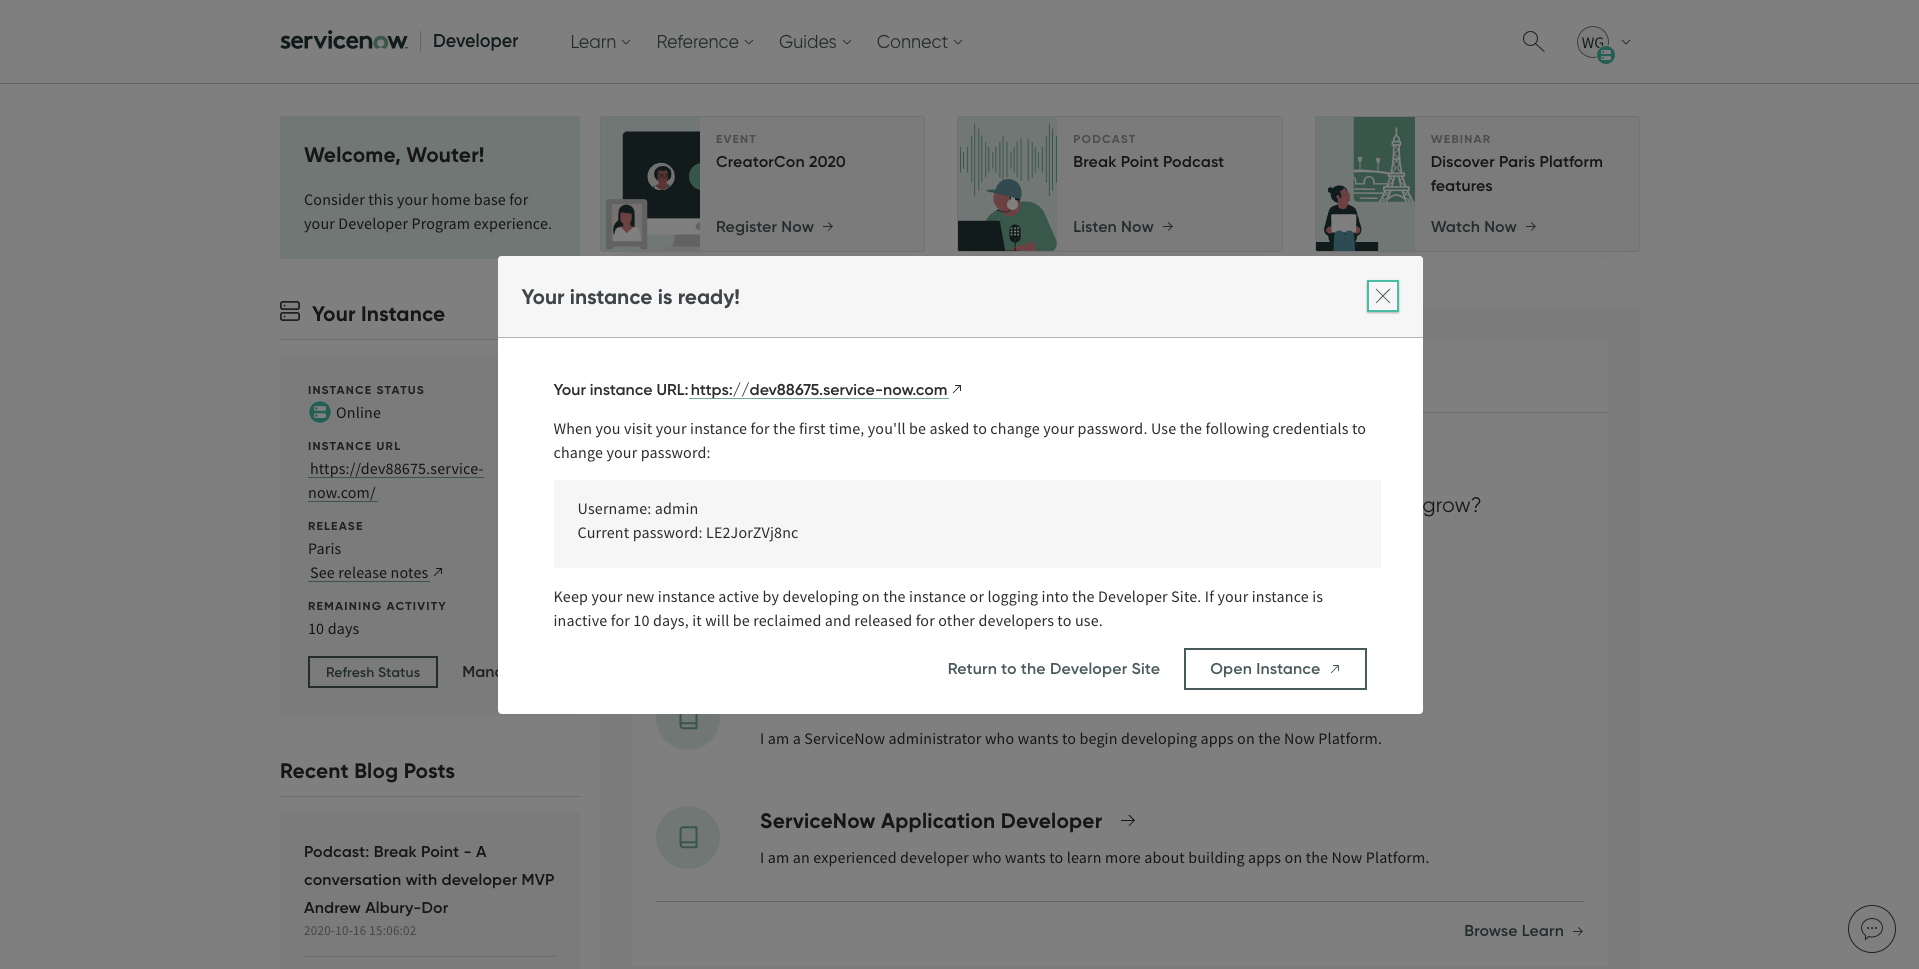 servicenow. Developer Learn Reference Guides Connect WG
Welcome, Wouter!
Consider this your home base for
your Developer Program experience.
EVENT
CreatorCon 2020
Register Now →
PODCAST
Break Point Podcast
Listen Now →
WEBINAR
Discover Paris Platform
features
Watch Now →
Your Instance
INSTANCE STATUS
Online
INSTANCE URL
https://dev88675.service-
now.com/
RELEASE
Paris
See release notes
REMAINING ACTIVITY
10 days
Refresh Status
Your instance is ready!
Your instance URL: https://dev88675.service-now.com
When you visit your instance for the first time, you'll be asked to change your password. Use the following credentials to
change your password:
Username: admin
Current password: LE2JorZVj8nc
Keep your new instance active by developing on the instance or logging into the Developer Site. If your instance is
inactive for 10 days, it will be reclaimed and released for other developers to use.
Return to the Developer Site Open Instance
grow?
I am a ServiceNow administrator who wants to begin developing apps on the Now Platform.
ServiceNow Application Developer →
I am an experienced developer who wants to learn more about building apps on the Now Platform.
Browse Learn →
Recent Blog Posts
Podcast: Break Point - A
conversation with developer MVP
Andrew Albury-Dor
2020-10-16 15:06:02